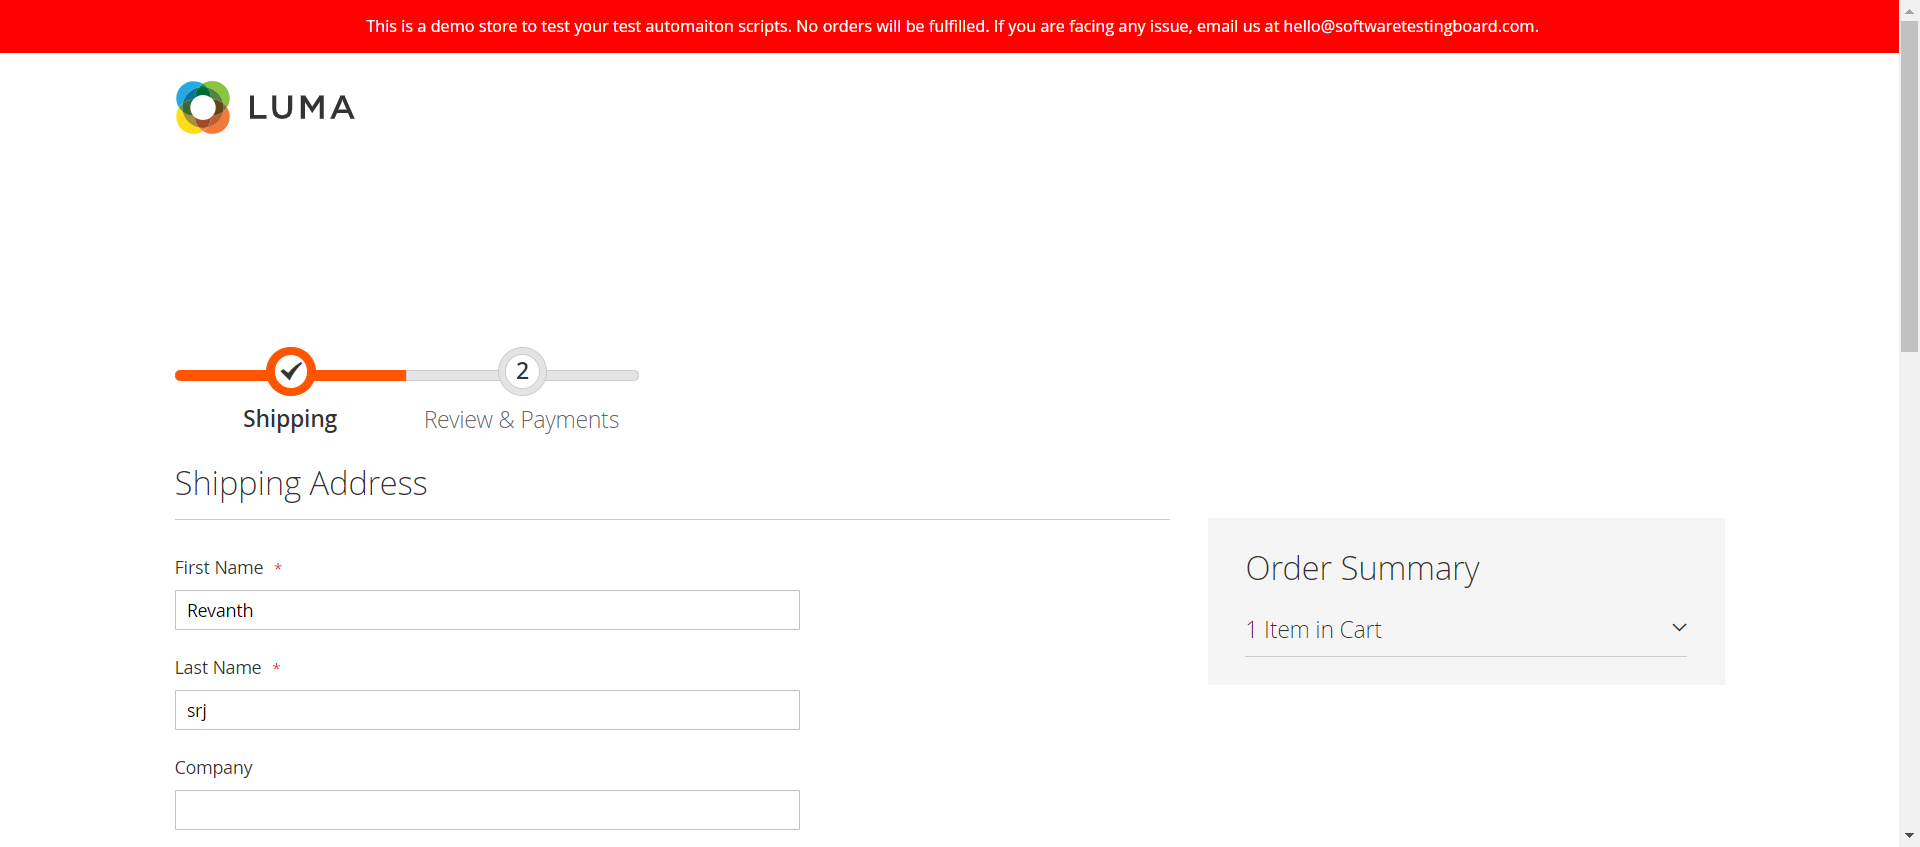 This is a demo store to test your test automaiton scripts. No orders will be fulfilled. If you are facing any issue, email us at hello@softwaretestingboard.com.
LUMA
2
Shipping
Review & Payments
Shipping Address
First Name *
Revanth
Last Name *
srj
Company
Order Summary
1 Item in Cart